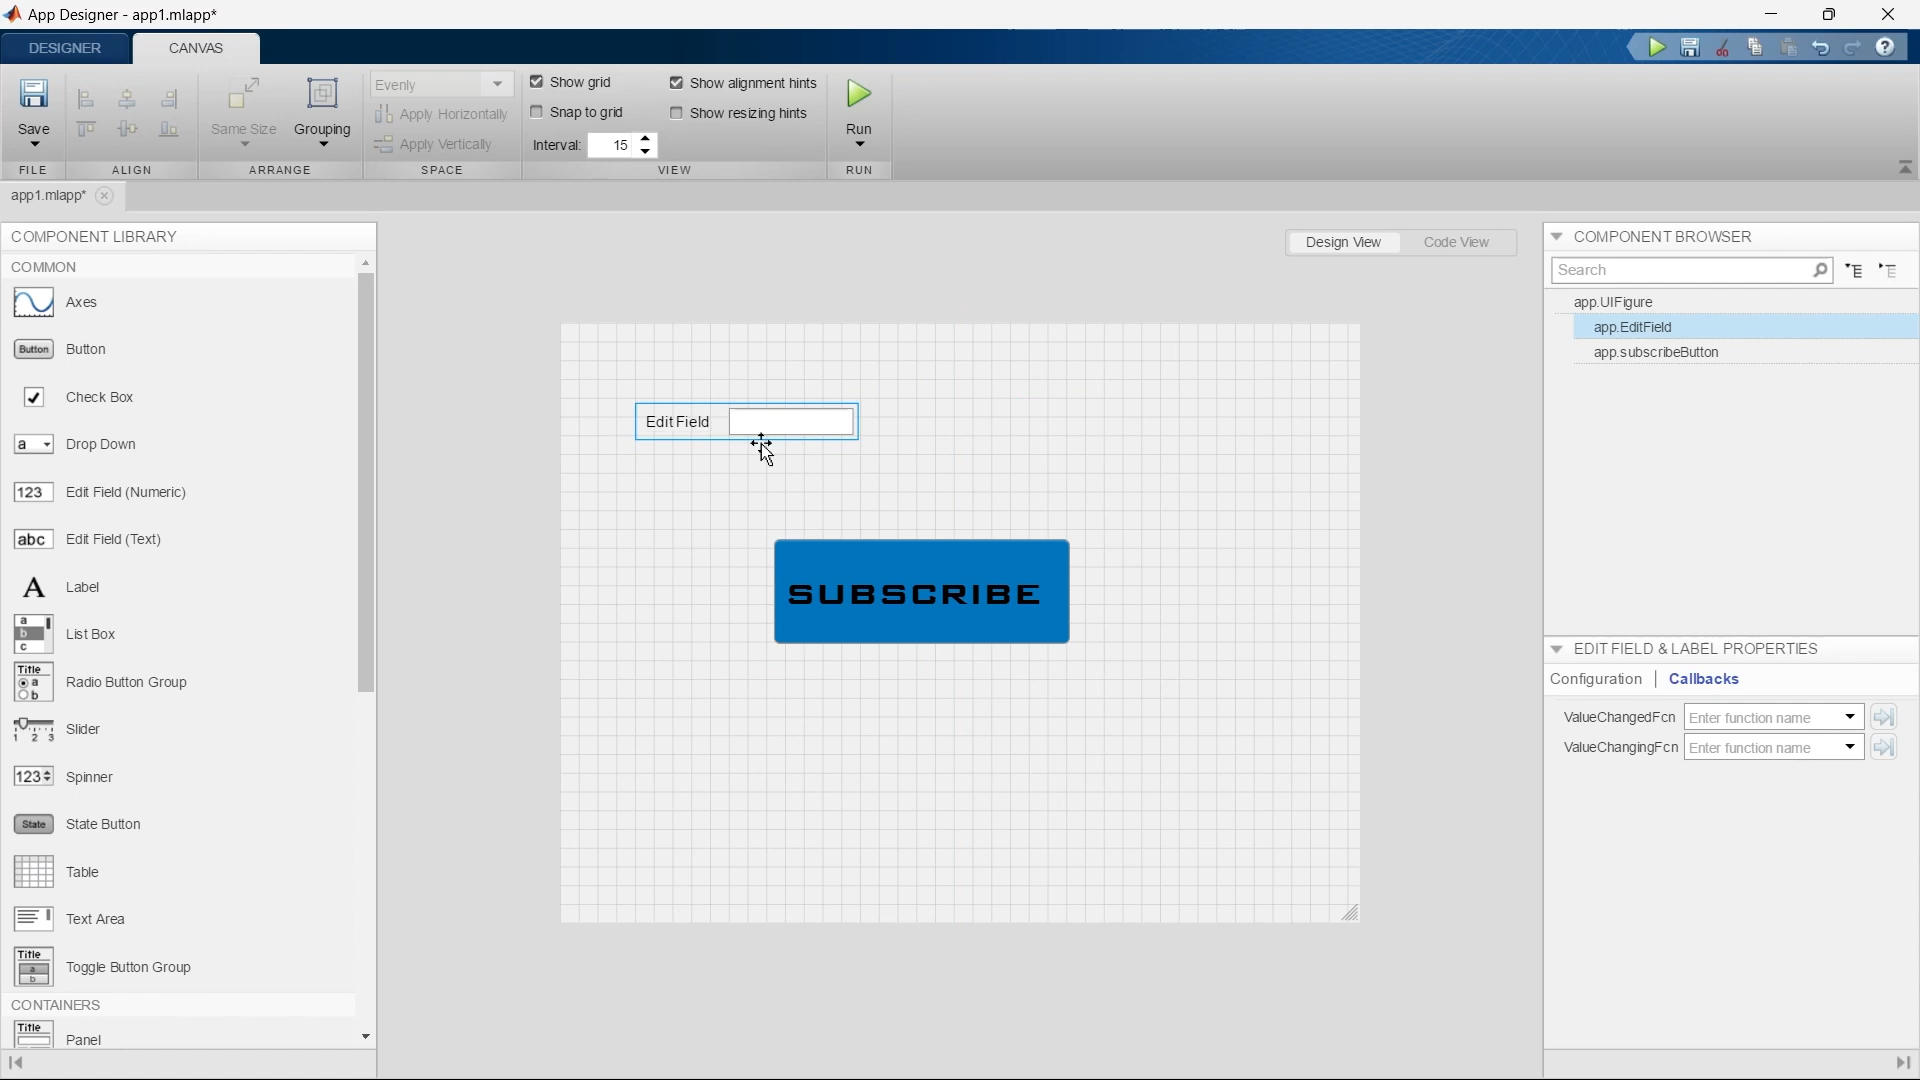 App Designer - app1.mlapp*
DESIGNER
CANVAS
Save
Same Size
Grouping
Evenly
Apply Horizontally
Apply Vertically
Show grid
Snap to grid
Interval: 15
Show alignment hints
Show resizing hints
Run
FILE
ALIGN
ARRANGE
SPACE
VIEW
RUN
app1.mlapp*
COMPONENT LIBRARY
COMMON
Axes
Button Button
Check Box
a Drop Down
123 Edit Field (Numeric)
abc Edit Field (Text)
A Label
a
b
c
List Box
Title
a
b
Radio Button Group
1 2 3
Slider
123 Spinner
State State Button
Table
Text Area
Title
a
b
Toggle Button Group
CONTAINERS
Title
Panel
Design View
Code View
Edit Field
SUBSCRIBE
COMPONENT BROWSER
Search
app.UIFigure
app.EditField
app.subscribeButton
EDIT FIELD & LABEL PROPERTIES
Configuration | Callbacks
ValueChangedFcn Enter function name
ValueChangingFcn Enter function name